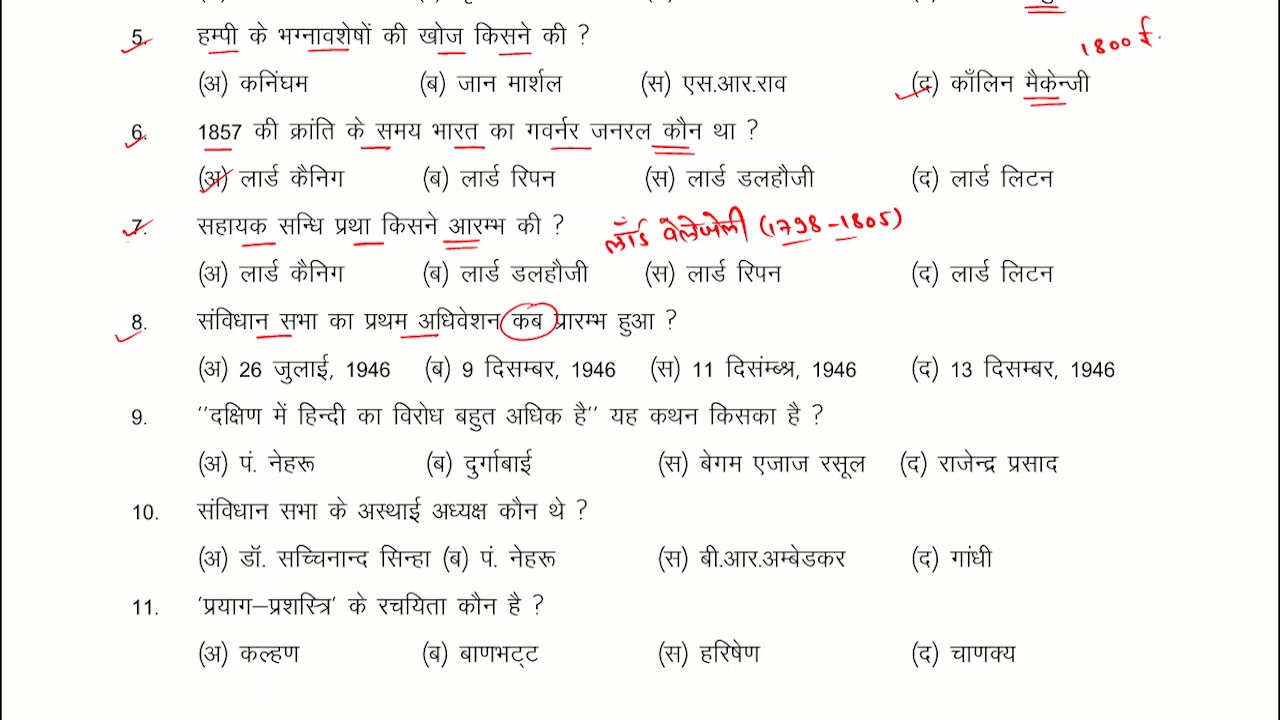 5. हम्पी के भग्नावशेषों की खोज किसने की ? 1800 ई.
(अ) कनिंघम (ब) जान मार्शल (स) एस.आर.राव (द) काँलिन मैकेन्जी
6. 1857 की क्रांति के समय भारत का गवर्नर जनरल कौन था ?
(अ) लार्ड कैनिग (ब) लार्ड रिपन (स) लार्ड डलहौजी (द) लार्ड लिटन
7. सहायक सन्धि प्रथा किसने आरम्भ की ? लॉर्ड वेलेजेली (1798-1805)
(अ) लार्ड कैनिग (ब) लार्ड डलहौजी (स) लार्ड रिपन (द) लार्ड लिटन
8. संविधान सभा का प्रथम अधिवेशन कब प्रारम्भ हुआ ?
(अ) 26 जुलाई, 1946 (ब) 9 दिसम्बर, 1946 (स) 11 दिसंम्ब्श्र, 1946 (द) 13 दिसम्बर, 1946
9. ''दक्षिण में हिन्दी का विरोध बहुत अधिक है'' यह कथन किसका है ?
(अ) पं. नेहरू (ब) दुर्गाबाई (स) बेगम एजाज रसूल (द) राजेन्द्र प्रसाद
10. संविधान सभा के अस्थाई अध्यक्ष कौन थे ?
(अ) डॉ. सच्चिनान्द सिन्हा (ब) पं. नेहरू (स) बी.आर.अम्बेडकर (द) गांधी
11. 'प्रयाग–प्रशस्त्रि' के रचयिता कौन है ?
(अ) कल्हण (ब) बाणभट्ट (स) हरिषेण (द) चाणक्य